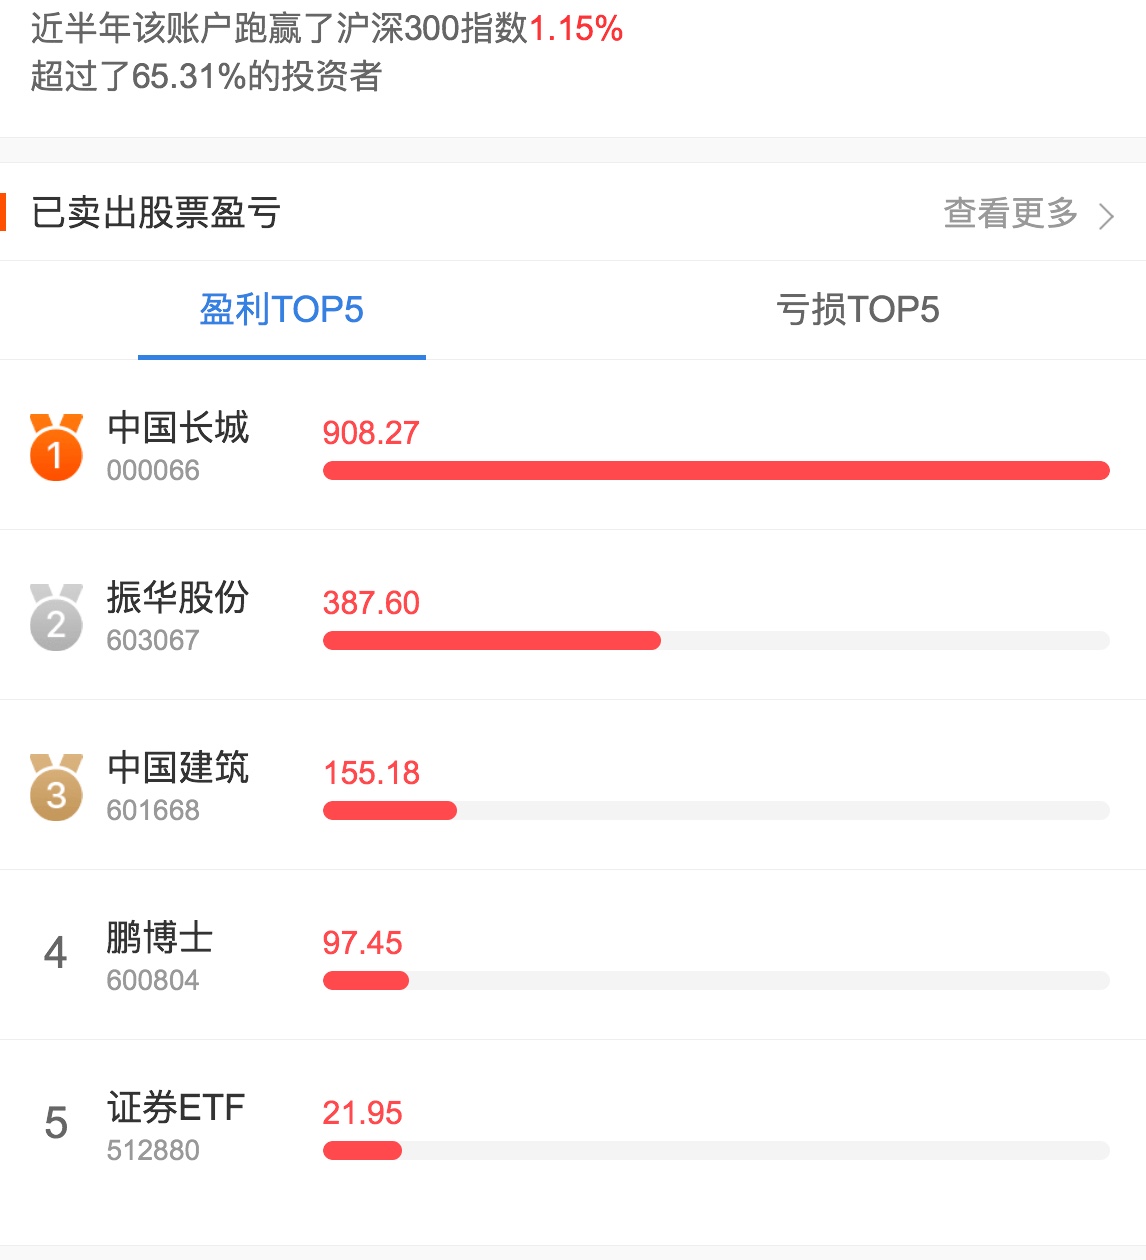 近半年该账户跑赢了沪深300指数1.15%
超过了65.31%的投资者
已卖出股票盈亏
查看更多
盈利TOP5
亏损TOP5
1
中国长城
908.27
000066
2
振华股份
387.60
603067
3
中国建筑
155.18
601668
4
鹏博士
97.45
600804
5
证券ETF
21.95
512880